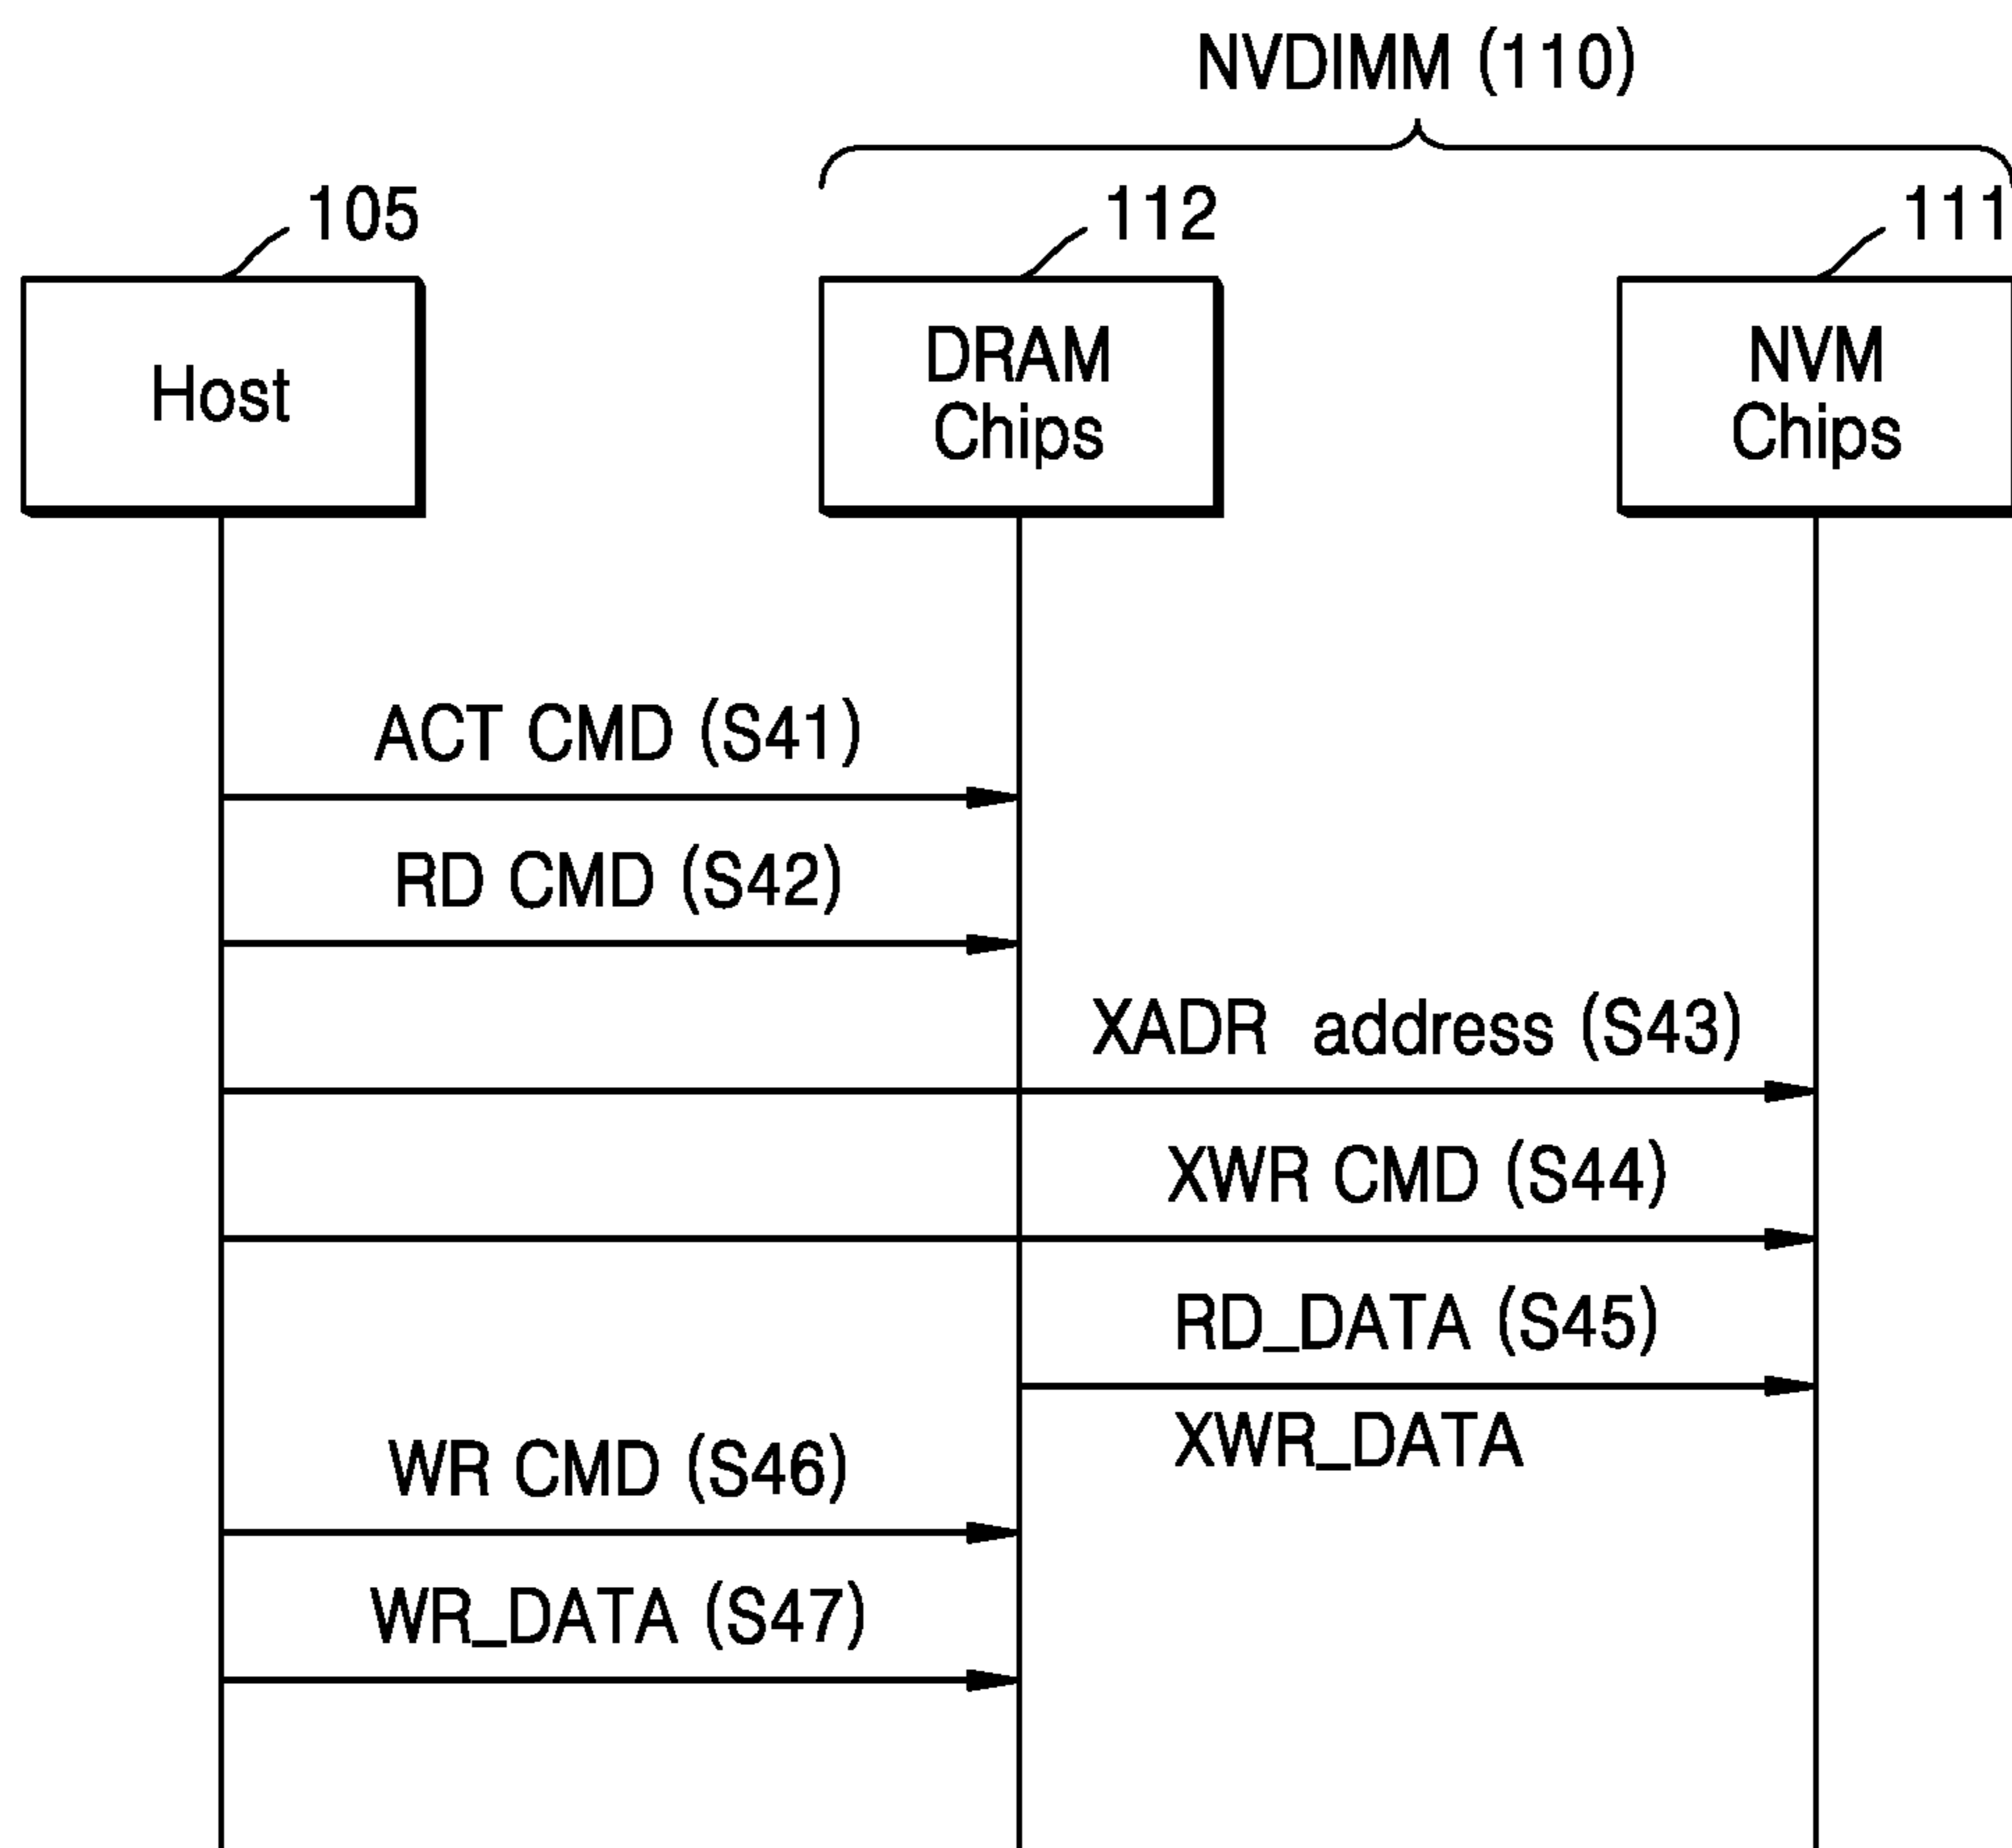 NVDIMM (110)
105
112
111
Host
DRAM
Chips
NVM
Chips
ACT CMD (S41)
RD CMD (S42)
XADR address (S43)
XWR CMD (S44)
RD_DATA (S45)
XWR_DATA
WR CMD (S46)
WR_DATA (S47)